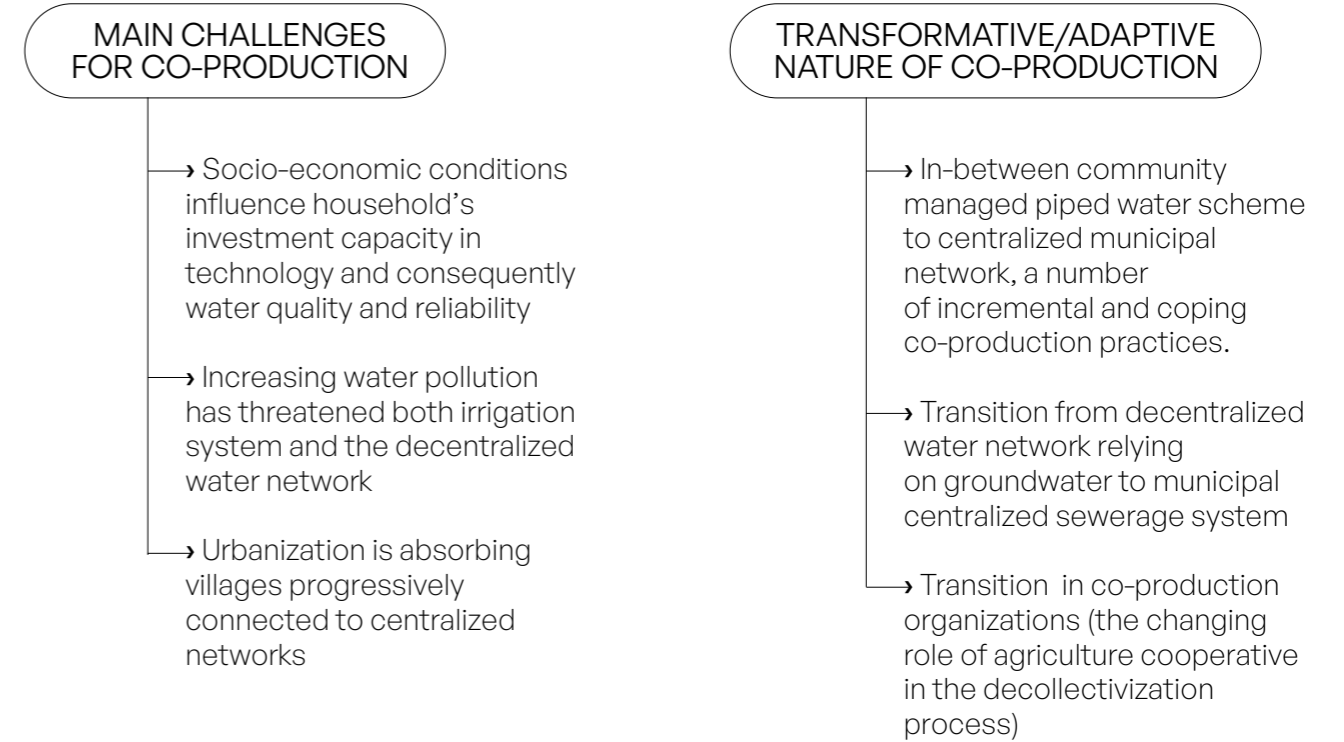 MAIN CHALLENGES
FOR CO-PRODUCTION
› Socio-economic conditions
influence household’s
investment capacity in
technology and consequently
water quality and reliability
› Increasing water pollution
has threatened both irrigation
system and the decentralized
water network
› Urbanization is absorbing
villages progressively
connected to centralized
networks
TRANSFORMATIVE/ADAPTIVE
NATURE OF CO-PRODUCTION
› In-between community
managed piped water scheme
to centralized municipal
network, a number
of incremental and coping
co-production practices.
› Transition from decentralized
water network relying
on groundwater to municipal
centralized sewerage system
› Transition  in co-production
organizations (the changing
role of agriculture cooperative
in the decollectivization
process)